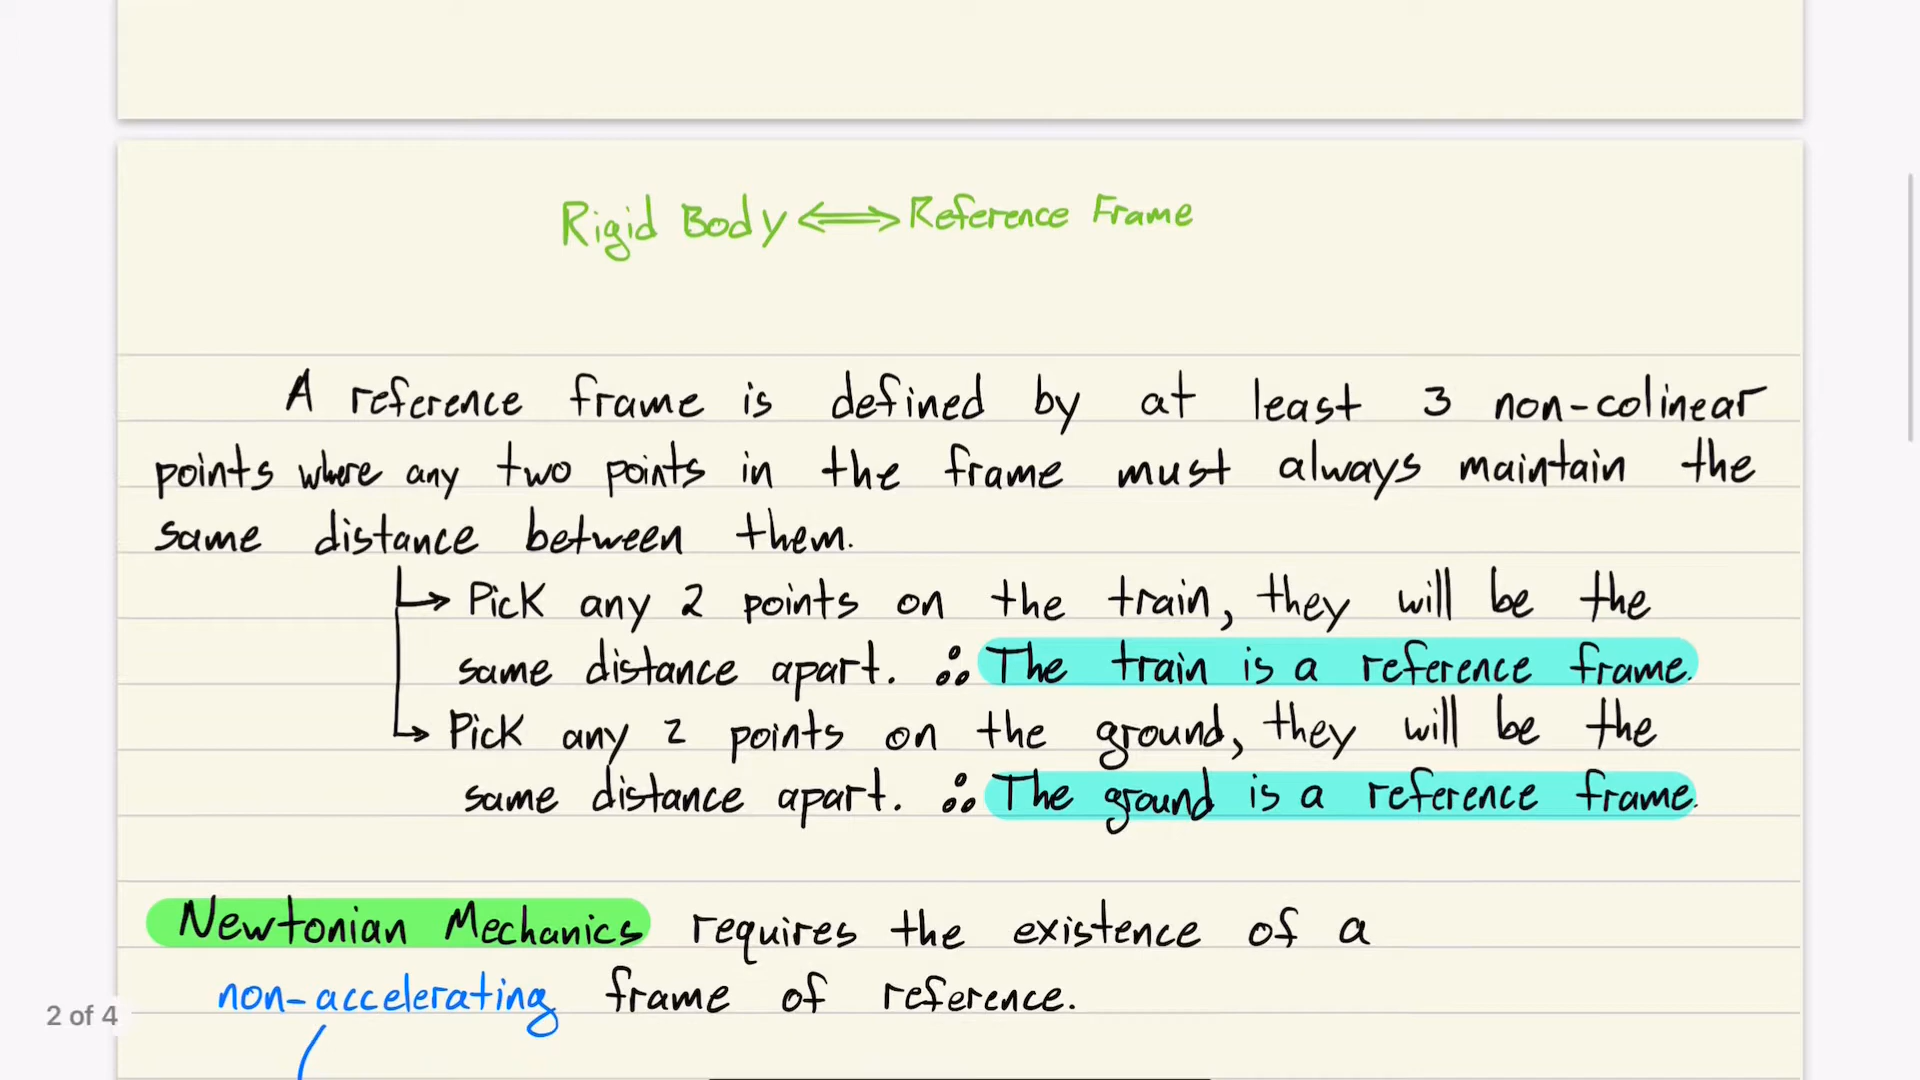 Rigid Body ⟺ Reference Frame
A reference frame is defined by at least 3 non-colinear
points where any two points in the frame must always maintain the
same distance between them.
↳ Pick any 2 points on the train, they will be the
same distance apart. ∴ The train is a reference frame.
↳ Pick any 2 points on the ground, they will be the
same distance apart. ∴ The ground is a reference frame.
Newtonian Mechanics requires the existence of a
non-accelerating frame of reference.
2 of 4